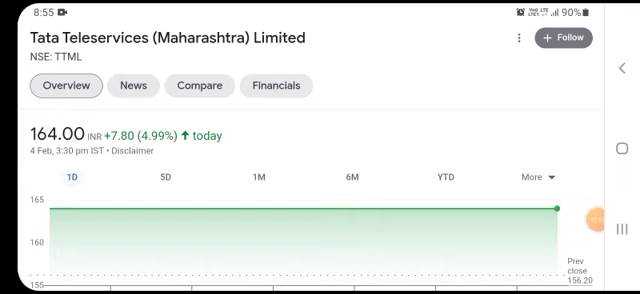 8:55
90%
Tata Teleservices (Maharashtra) Limited
+ Follow
NSE: TTML
Overview
News
Compare
Financials
164.00 INR +7.80 (4.99%) ↑ today
4 Feb, 3:30 pm IST • Disclaimer
1D
5D
1M
6M
YTD
More
165
160
155
Prev
close
156.20